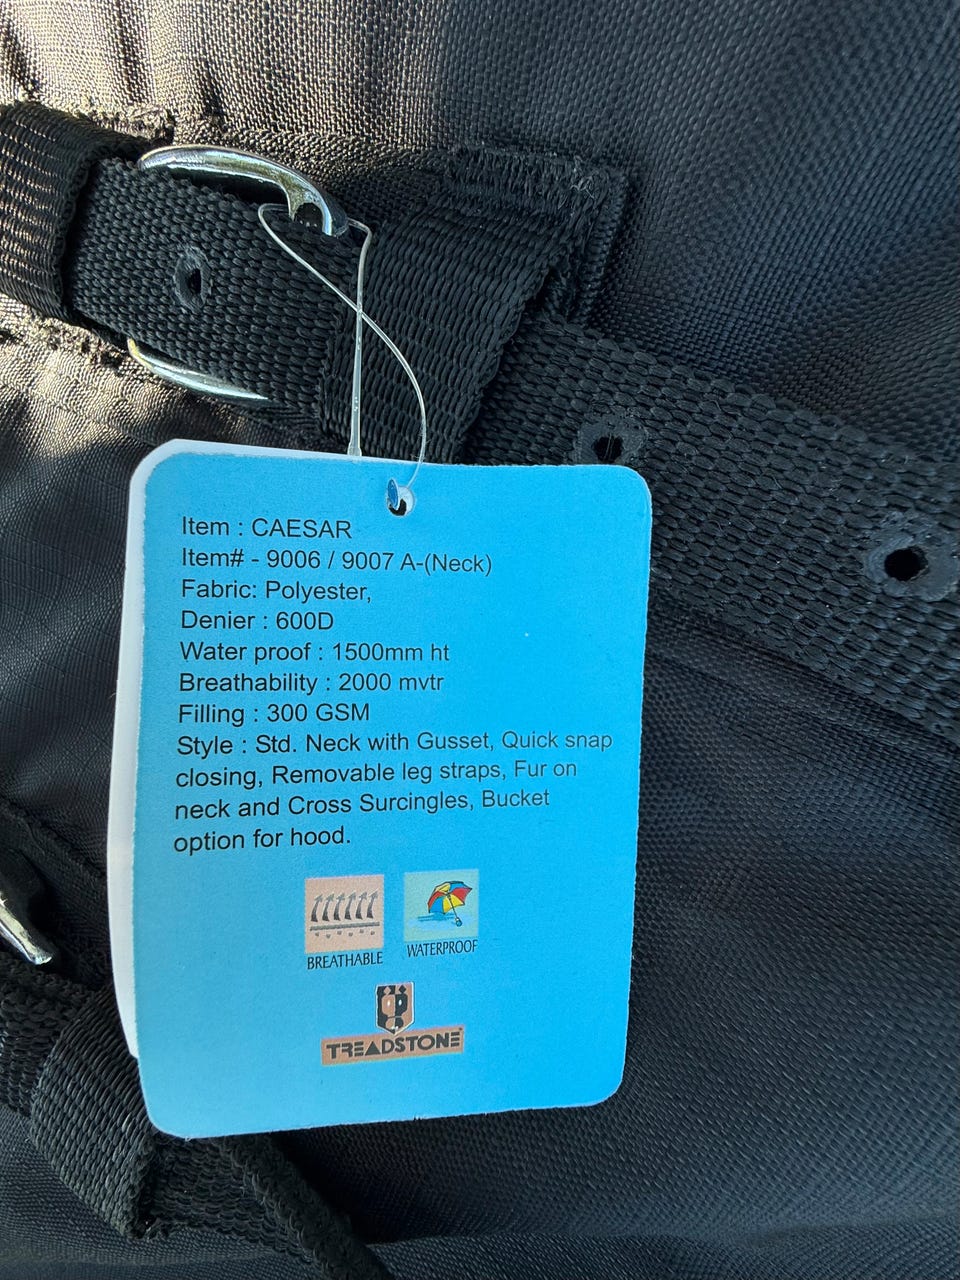 Item : CAESAR
Item# - 9006 / 9007 A-(Neck)
Fabric: Polyester,
Denier : 600D
Water proof : 1500mm ht
Breathability : 2000 mvtr
Filling : 300 GSM
Style : Std. Neck with Gusset, Quick snap
closing, Removable leg straps, Fur on
neck and Cross Surcingles, Bucket
option for hood.
BREATHABLE
WATERPROOF
TREADSTONE